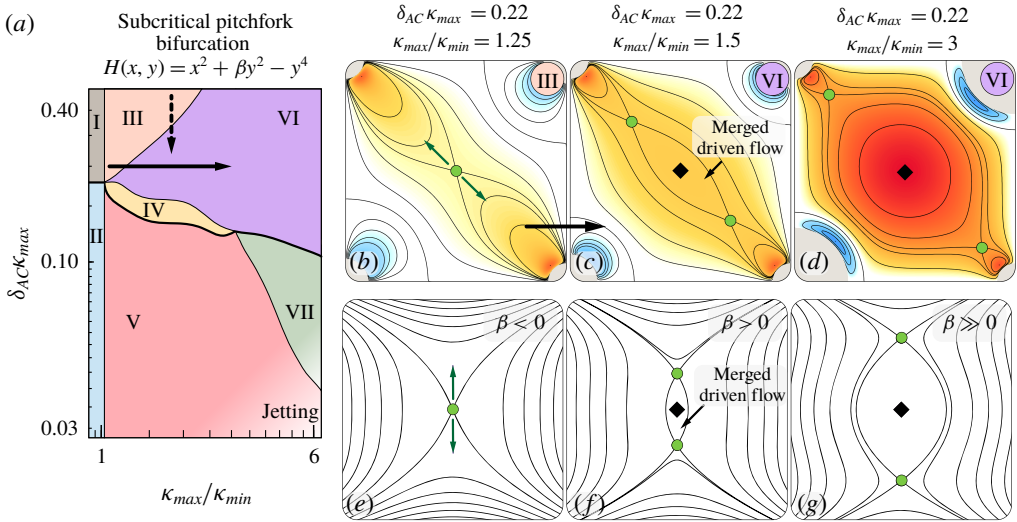 (a)
Subcritical pitchfork
bifurcation
H(x, y) = x² + βy² − y⁴
0.40
0.10
0.03
δ_AC κ_max
I
II
III
IV
V
VI
VII
Jetting
1
6
κ_max/κ_min
δ_AC κ_max = 0.22
κ_max/κ_min = 1.25
III
(b)
δ_AC κ_max = 0.22
κ_max/κ_min = 1.5
VI
Merged
driven flow
(c)
δ_AC κ_max = 0.22
κ_max/κ_min = 3
VI
(d)
β < 0
(e)
β > 0
Merged
driven flow
(f)
β ≫ 0
(g)